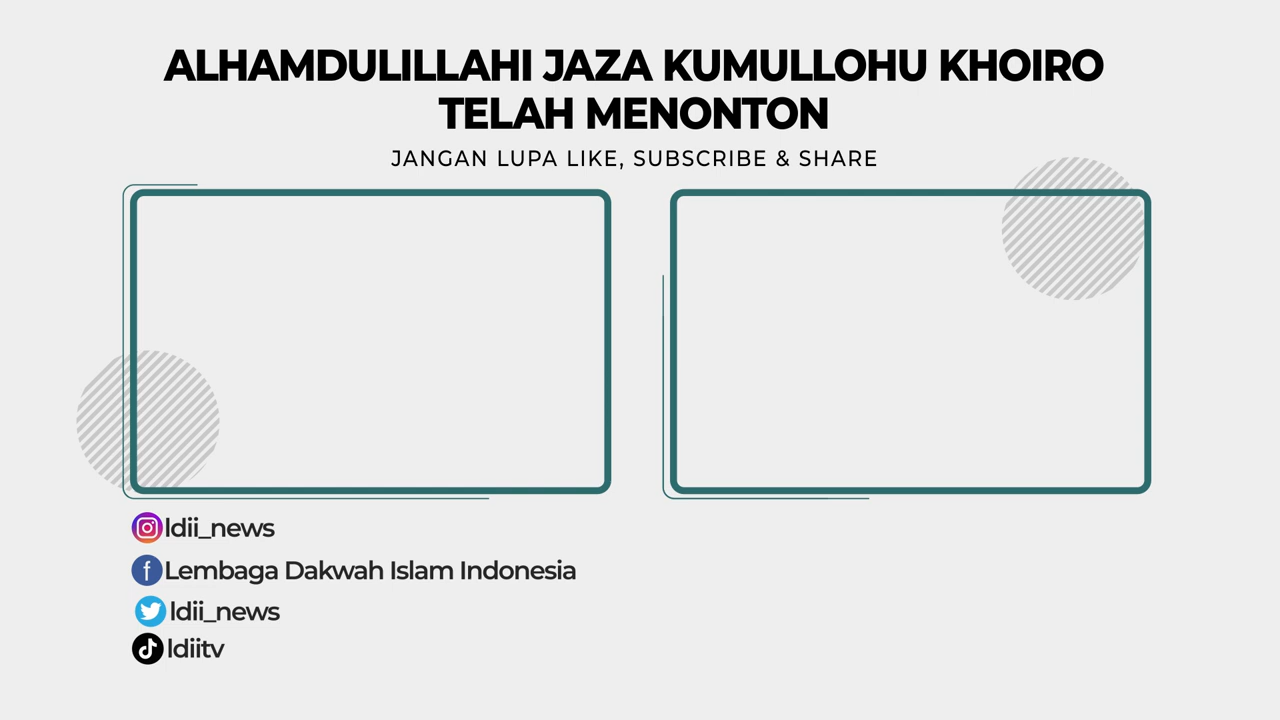 ALHAMDULILLAHI JAZA KUMULLOHU KHOIRO
TELAH MENONTON
JANGAN LUPA LIKE, SUBSCRIBE & SHARE
ldii_news
Lembaga Dakwah Islam Indonesia
ldii_news
ldiitv